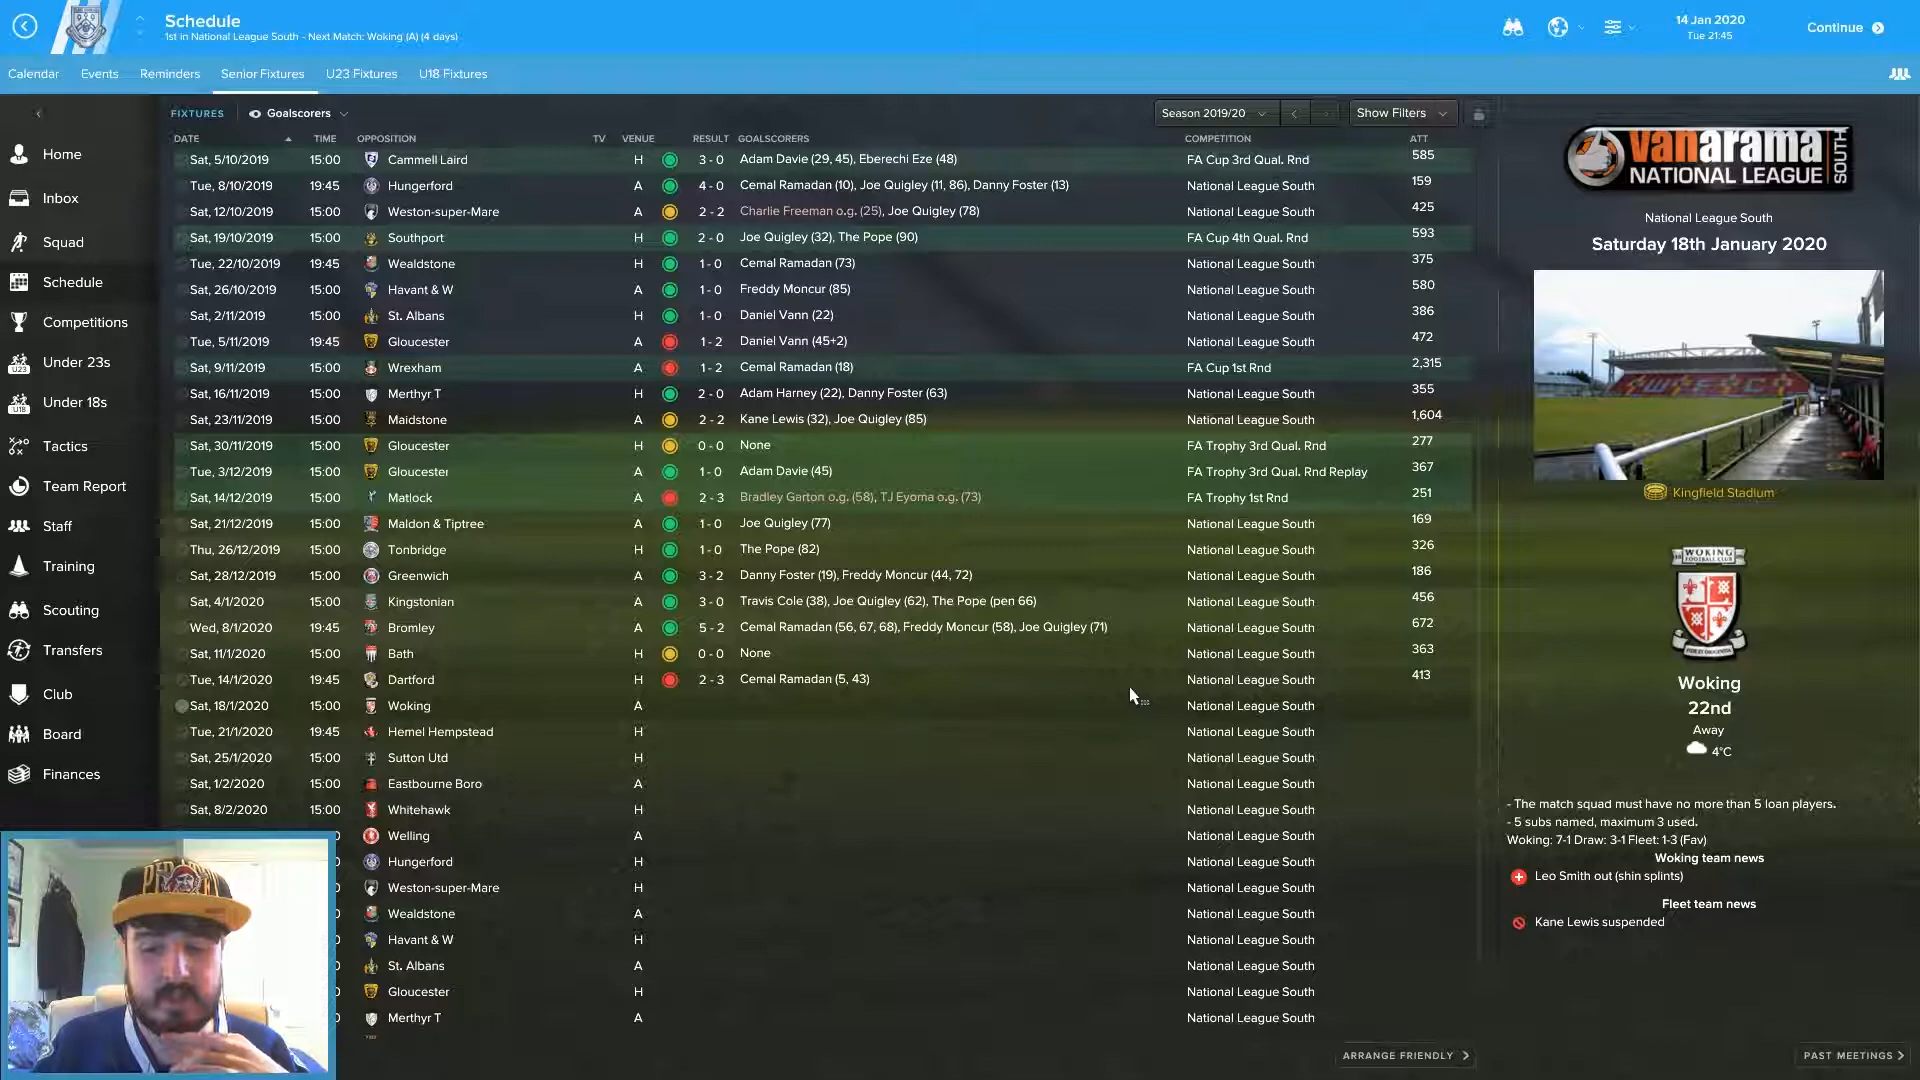 Schedule
1st in National League South - Next Match: Woking (A) (4 days)
14 Jan 2020
Tue 21:45
Continue
Calendar Events Reminders Senior Fixtures U23 Fixtures U18 Fixtures
Home
Inbox
Squad
Schedule
Competitions
Under 23s
Under 18s
Tactics
Team Report
Staff
Training
Scouting
Transfers
Club
Board
Finances
FIXTURES Goalscorers Season 2019/20 Show Filters
DATE TIME OPPOSITION TV VENUE RESULT GOALSCORERS COMPETITION ATT
Sat, 5/10/2019 15:00 Cammell Laird H 3 - 0 Adam Davie (29, 45), Eberechi Eze (48) FA Cup 3rd Qual. Rnd 585
Tue, 8/10/2019 19:45 Hungerford A 4 - 0 Cemal Ramadan (10), Joe Quigley (11, 86), Danny Foster (13) National League South 159
Sat, 12/10/2019 15:00 Weston-super-Mare A 2 - 2 Charlie Freeman o.g. (25), Joe Quigley (78) National League South 425
Sat, 19/10/2019 15:00 Southport H 2 - 0 Joe Quigley (32), The Pope (90) FA Cup 4th Qual. Rnd 593
Tue, 22/10/2019 19:45 Wealdstone H 1 - 0 Cemal Ramadan (73) National League South 375
Sat, 26/10/2019 15:00 Havant & W A 1 - 0 Freddy Moncur (85) National League South 580
Sat, 2/11/2019 15:00 St. Albans H 1 - 0 Daniel Vann (22) National League South 386
Tue, 5/11/2019 19:45 Gloucester A 1 - 2 Daniel Vann (45+2) National League South 472
Sat, 9/11/2019 15:00 Wrexham A 1 - 2 Cemal Ramadan (18) FA Cup 1st Rnd 2,315
Sat, 16/11/2019 15:00 Merthyr T H 2 - 0 Adam Harney (22), Danny Foster (63) National League South 355
Sat, 23/11/2019 15:00 Maidstone A 2 - 2 Kane Lewis (32), Joe Quigley (85) National League South 1,604
Sat, 30/11/2019 15:00 Gloucester H 0 - 0 None FA Trophy 3rd Qual. Rnd 277
Tue, 3/12/2019 15:00 Gloucester A 1 - 0 Adam Davie (45) FA Trophy 3rd Qual. Rnd Replay 367
Sat, 14/12/2019 15:00 Matlock A 2 - 3 Bradley Garton o.g. (58), TJ Eyoma o.g. (73) FA Trophy 1st Rnd 251
Sat, 21/12/2019 15:00 Maldon & Tiptree A 1 - 0 Joe Quigley (77) National League South 169
Thu, 26/12/2019 15:00 Tonbridge H 1 - 0 The Pope (82) National League South 326
Sat, 28/12/2019 15:00 Greenwich A 3 - 2 Danny Foster (19), Freddy Moncur (44, 72) National League South 186
Sat, 4/1/2020 15:00 Kingstonian A 3 - 0 Travis Cole (38), Joe Quigley (62), The Pope (pen 66) National League South 456
Wed, 8/1/2020 19:45 Bromley A 5 - 2 Cemal Ramadan (56, 67, 68), Freddy Moncur (58), Joe Quigley (71) National League South 672
Sat, 11/1/2020 15:00 Bath H 0 - 0 None National League South 363
Tue, 14/1/2020 19:45 Dartford H 2 - 3 Cemal Ramadan (5, 43) National League South 413
Sat, 18/1/2020 15:00 Woking A National League South
Tue, 21/1/2020 19:45 Hemel Hempstead H National League South
Sat, 25/1/2020 15:00 Sutton Utd H National League South
Sat, 1/2/2020 15:00 Eastbourne Boro A National League South
Sat, 8/2/2020 15:00 Whitehawk H National League South
Welling A National League South
Hungerford H National League South
Weston-super-Mare H National League South
Wealdstone A National League South
Havant & W H National League South
St. Albans A National League South
Gloucester H National League South
Merthyr T A National League South
ARRANGE FRIENDLY
vanarama
NATIONAL LEAGUE SOUTH
National League South
Saturday 18th January 2020
Kingfield Stadium
WOKING
FOOTBALL CLUB
Woking
22nd
Away
4°C
- The match squad must have no more than 5 loan players.
- 5 subs named, maximum 3 used.
Woking: 7-1 Draw: 3-1 Fleet: 1-3 (Fav)
Woking team news
Leo Smith out (shin splints)
Fleet team news
Kane Lewis suspended
PAST MEETINGS